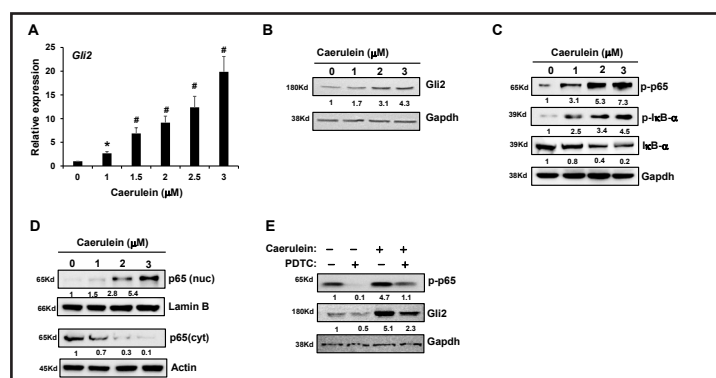 A
Gli2
Relative expression
25
20
15
10
5
0
*
#
#
#
#
0 1 1.5 2 2.5 3
Caerulein (μM)
B
Caerulein (μM)
0 1 2 3
180Kd Gli2
1 1.7 3.1 4.3
38Kd Gapdh
C
Caerulein (μM)
0 1 2 3
65Kd p-p65
1 3.1 5.3 7.3
39Kd p-IκB-α
1 2.5 3.4 4.5
39Kd IκB-α
1 0.8 0.4 0.2
38Kd Gapdh
D
Caerulein (μM)
0 1 2 3
65Kd p65 (nuc)
1 1.5 2.8 5.4
66Kd Lamin B
65Kd p65(cyt)
1 0.7 0.3 0.1
45Kd Actin
E
Caerulein: – – + +
PDTC: – + – +
65Kd p-p65
1 0.1 4.7 1.1
180Kd Gli2
1 0.5 5.1 2.3
38Kd Gapdh